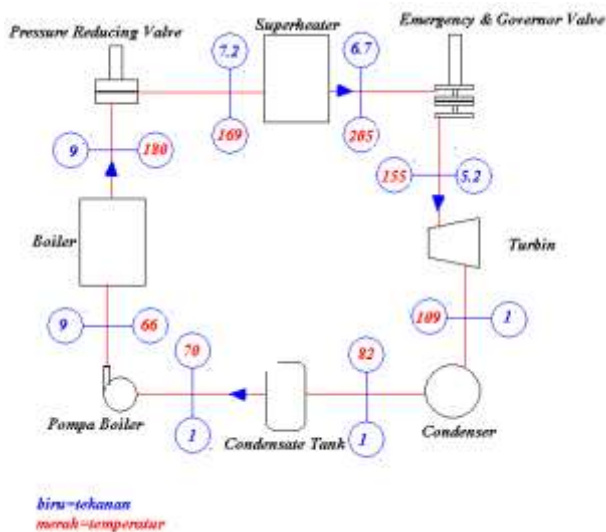 Superheater
Emergency & Governor Valve
Pressure Reducing Valve
7.2
6.7
169
205
9
180
155
5.2
Boiler
Turbin
9
66
109
1
70
82
1
1
Pompa Boiler
Condensate Tank
Condenser
biru=tekanan
merah=temperatur